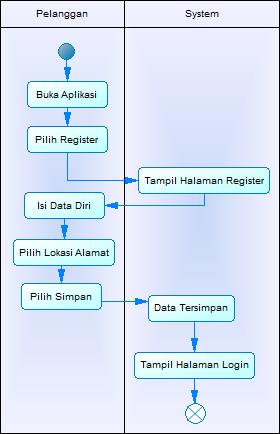 Pelanggan
System
Buka Aplikasi
Pilih Register
Tampil Halaman Register
Isi Data Diri
Pilih Lokasi Alamat
Pilih Simpan
Data Tersimpan
Tampil Halaman Login